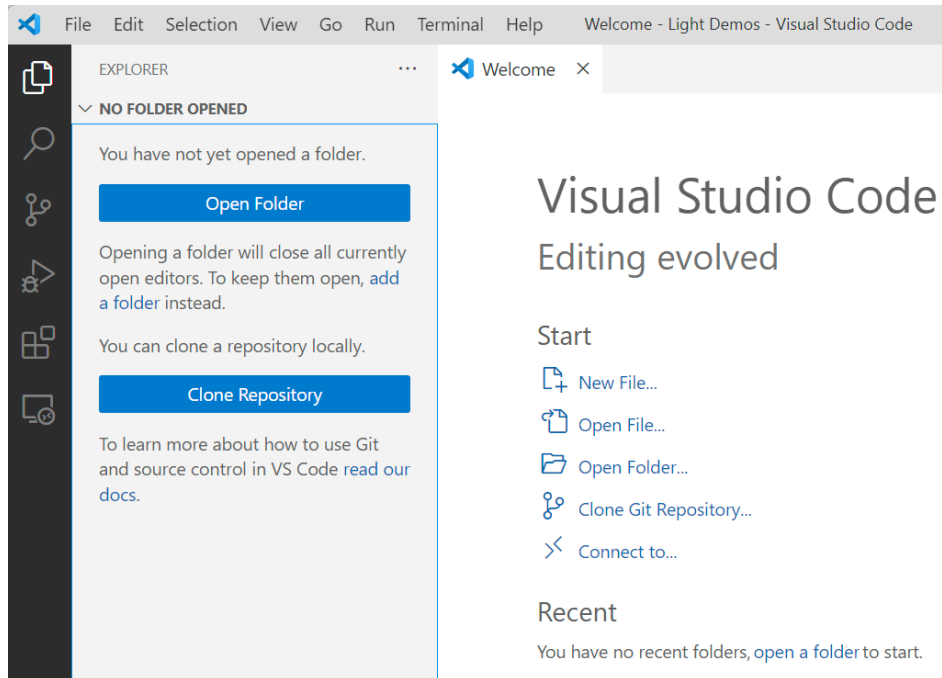 File Edit Selection View Go Run Terminal Help Welcome - Light Demos - Visual Studio Code
EXPLORER ...
NO FOLDER OPENED
You have not yet opened a folder.
Open Folder
Opening a folder will close all currently
open editors. To keep them open, add
a folder instead.
You can clone a repository locally.
Clone Repository
To learn more about how to use Git
and source control in VS Code read our
docs.
Welcome
Visual Studio Code
Editing evolved
Start
New File...
Open File...
Open Folder...
Clone Git Repository...
Connect to...
Recent
You have no recent folders, open a folder to start.